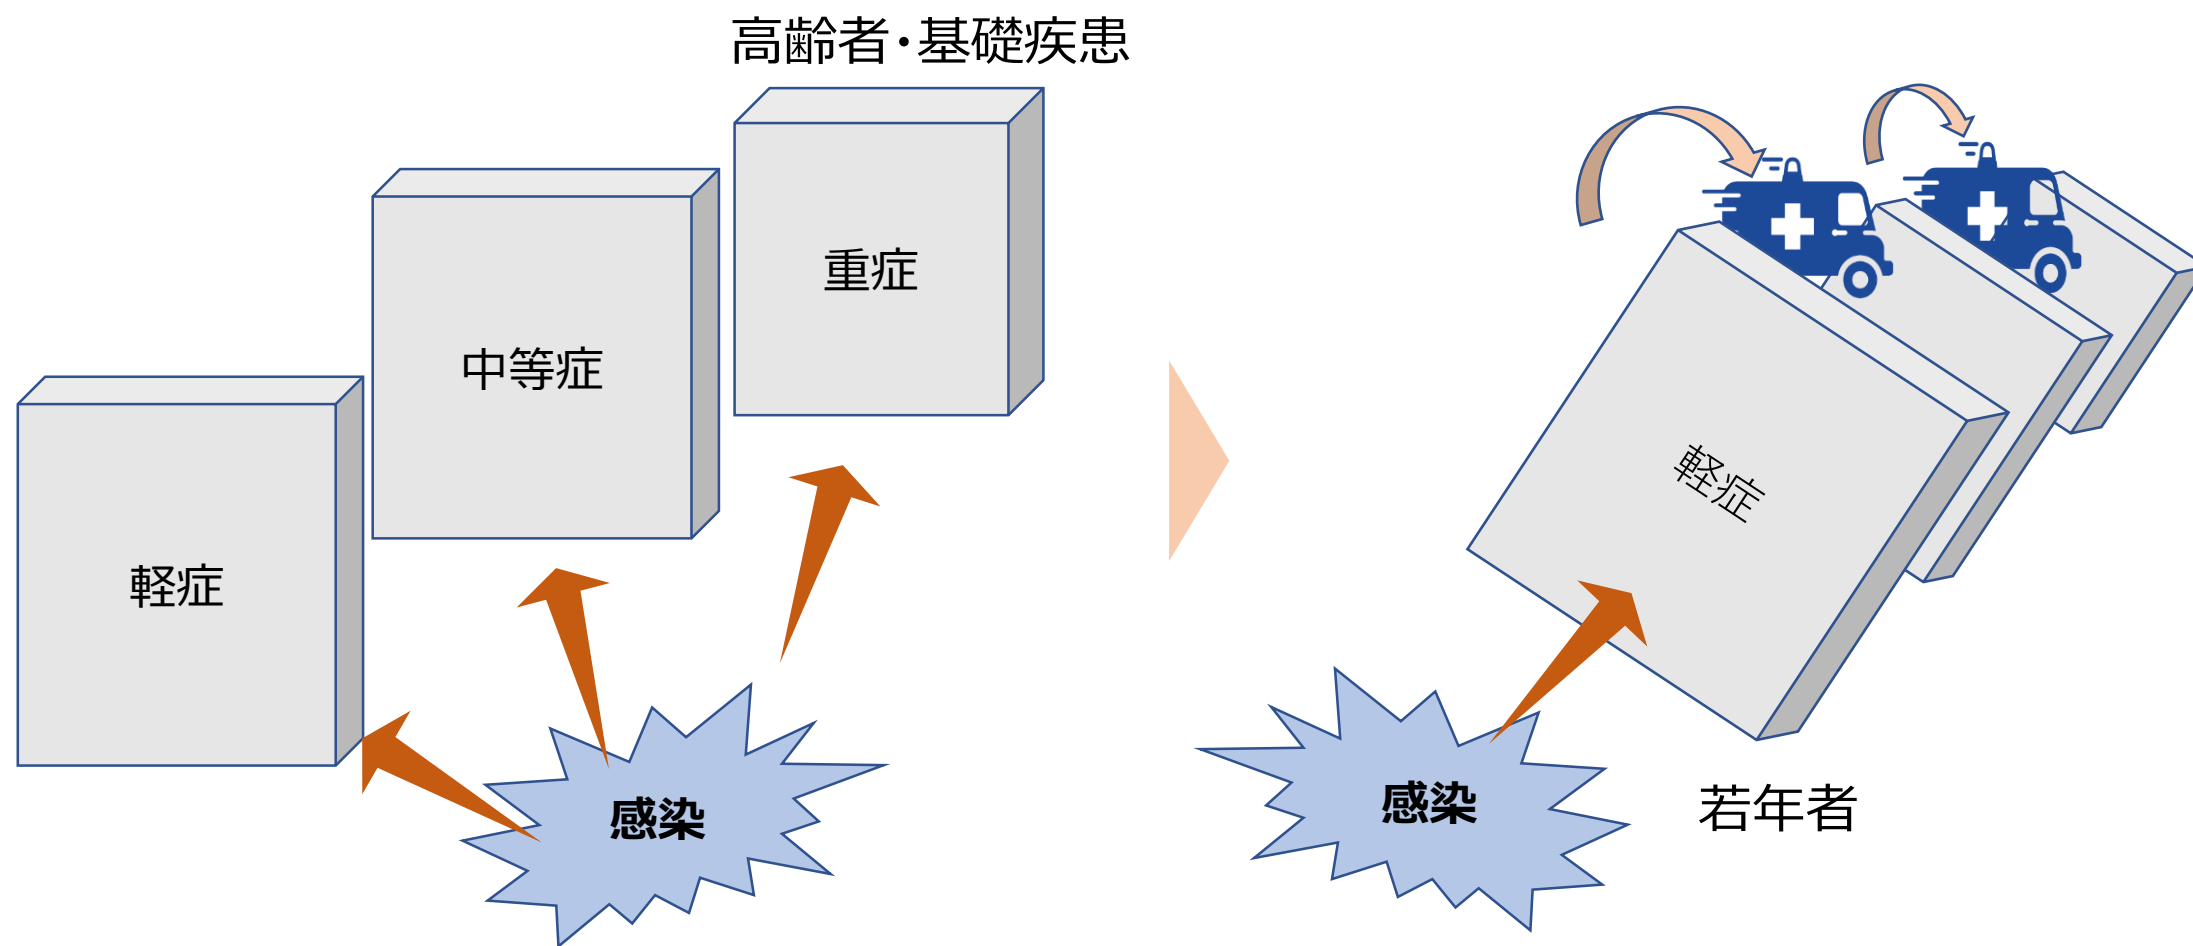 高齢者・基礎疾患
重症
中等症
軽症
感染
軽症
感染
若年者